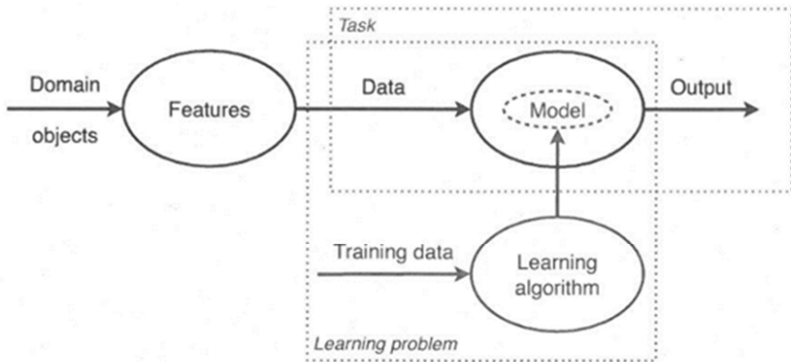 Task
Domain
objects
Features
Data
Model
Output
Training data
Learning
algorithm
Learning problem